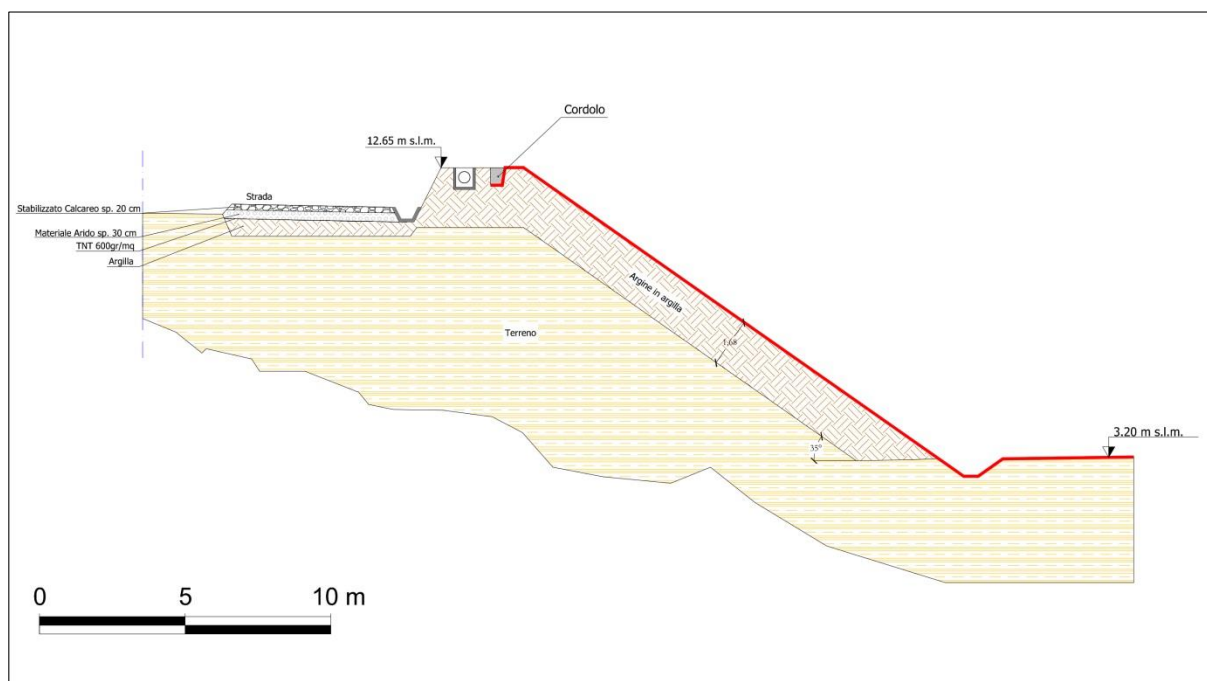 Cordolo
12.65 m s.l.m.
Strada
Stabilizzato Calcareo sp. 20 cm
Materiale Arido sp. 30 cm
TNT 600gr/mq
Argilla
Argine in argilla
Terreno
1,68
35°
3.20 m s.l.m.
0 5 10 m